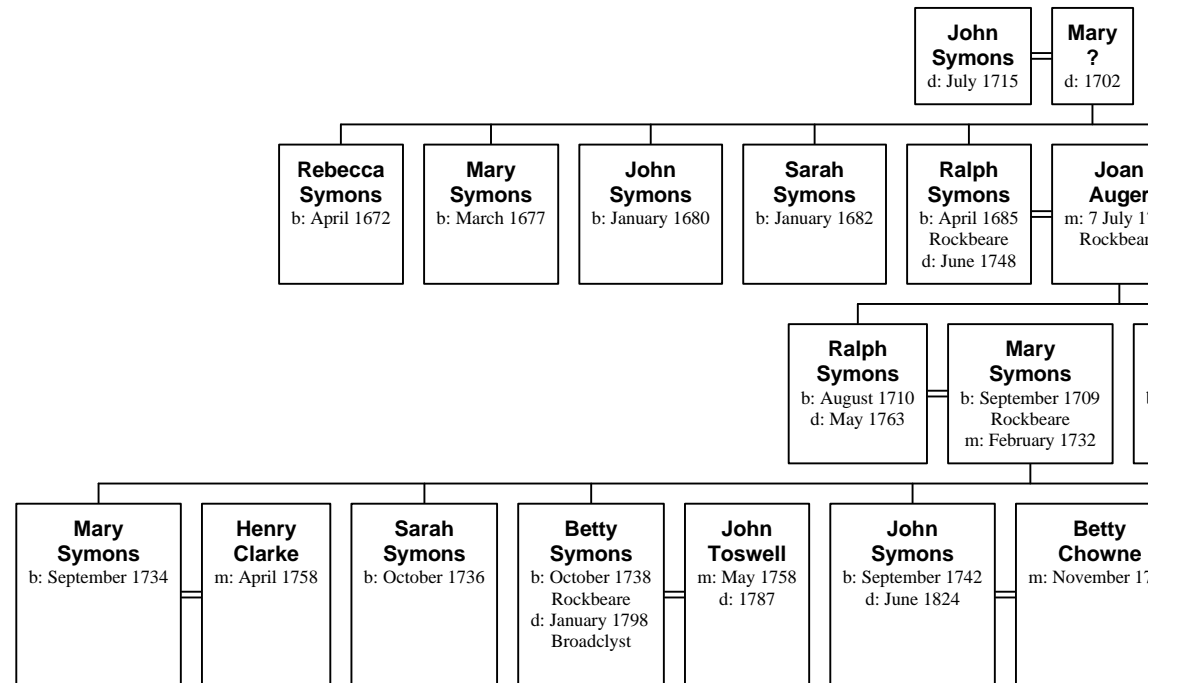 John
Symons
d: July 1715
Mary
?
d: 1702
Rebecca
Symons
b: April 1672
Mary
Symons
b: March 1677
John
Symons
b: January 1680
Sarah
Symons
b: January 1682
Ralph
Symons
b: April 1685
Rockbeare
d: June 1748
Joan
Auger
m: 7 July
Ralph
Symons
b: August 1710
d: May 1763
Mary
Symons
b: September 1709
Rockbeare
m: February 1732
Mary
Symons
b: September 1734
Henry
Clarke
m: April 1758
Sarah
Symons
b: October 1736
Betty
Symons
b: October 1738
Rockbeare
d: January 1798
Broadclyst
John
Toswell
m: May 1758
d: 1787
John
Symons
b: September 1742
d: June 1824
Betty
Chowne
m: November